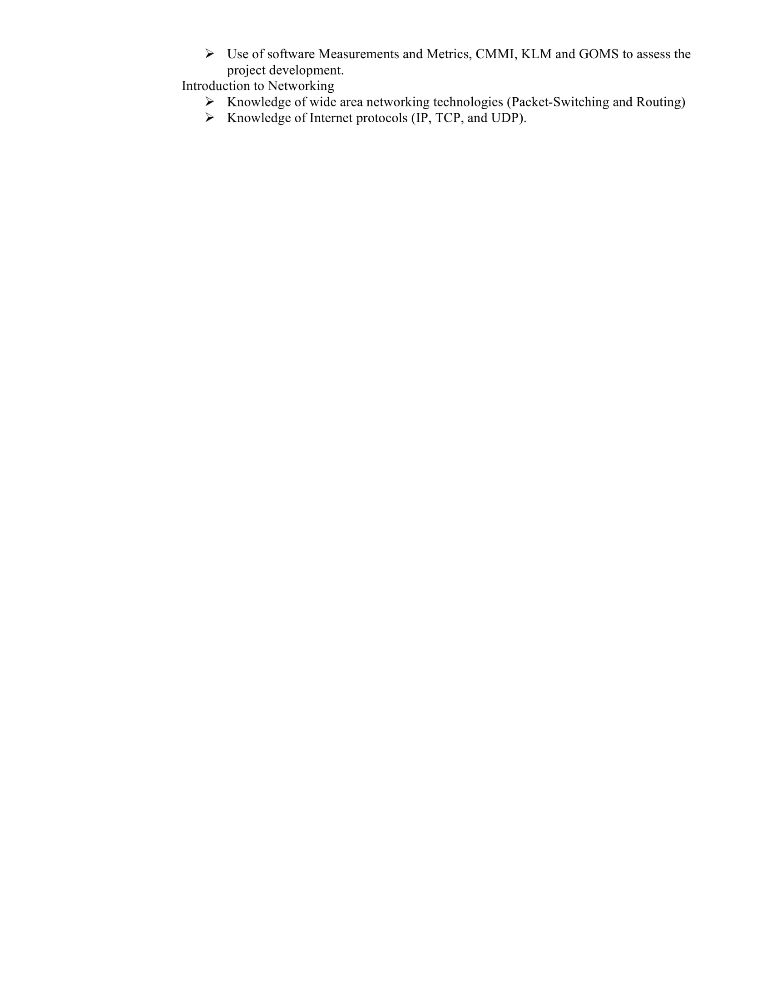 ➢ Use of software Measurements and Metrics, CMMI, KLM and GOMS to assess the
project development.
Introduction to Networking
➢ Knowledge of wide area networking technologies (Packet-Switching and Routing)
➢ Knowledge of Internet protocols (IP, TCP, and UDP).